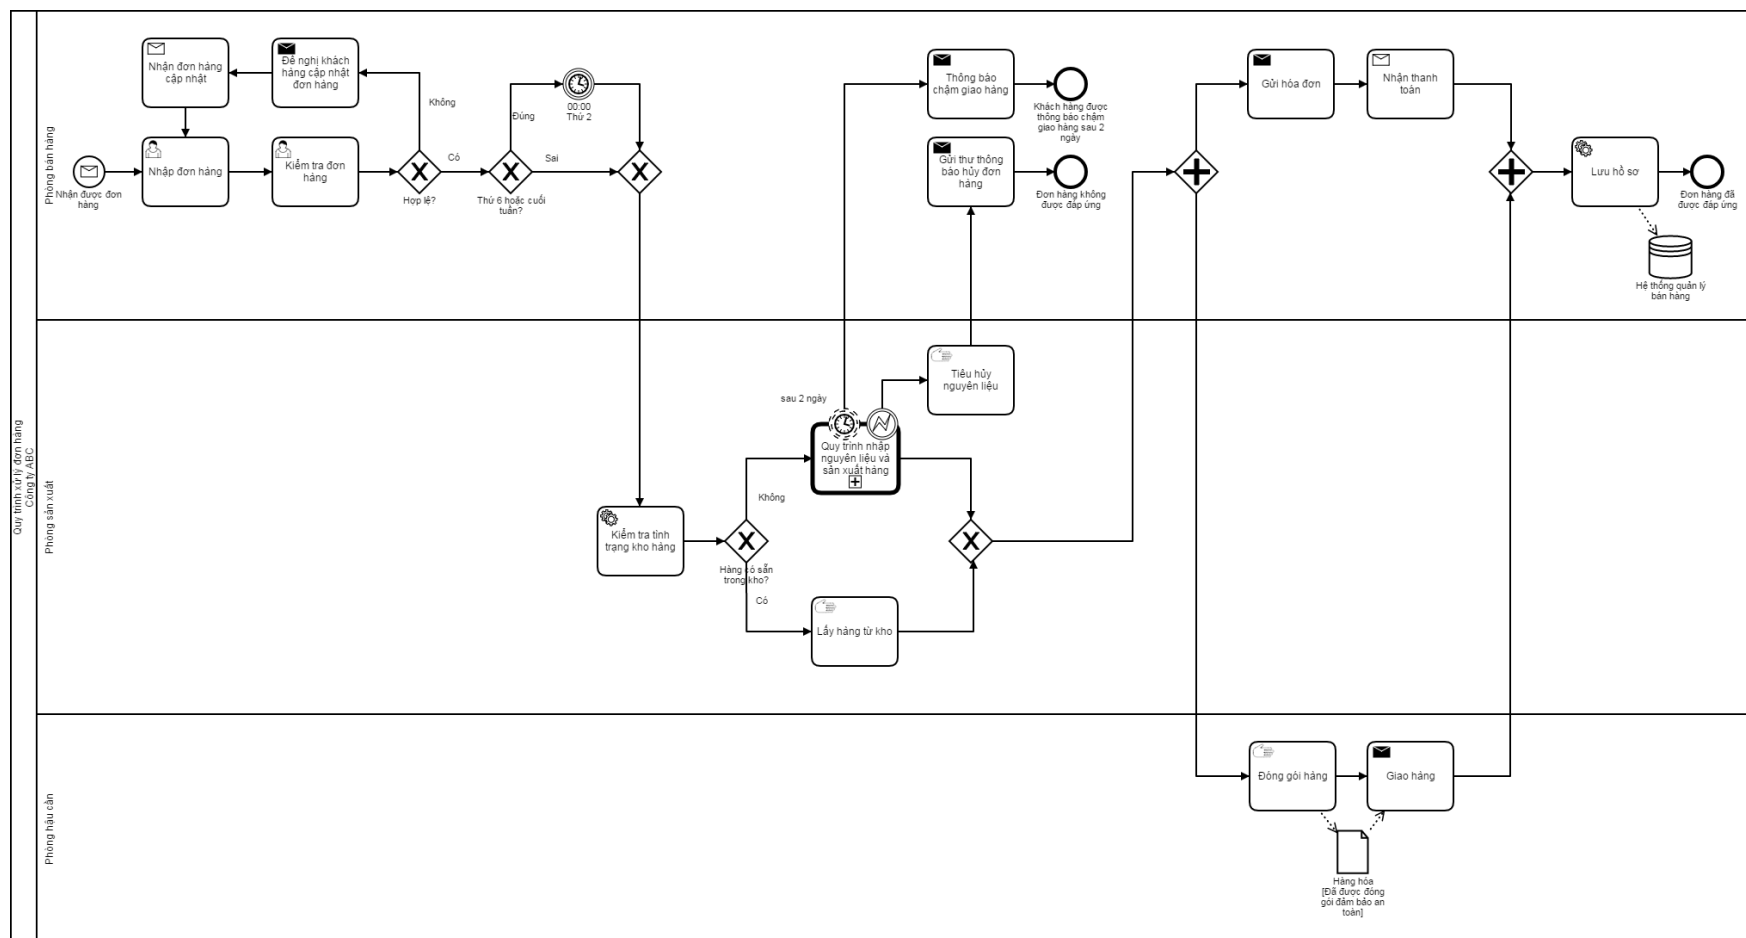 Quy trình xử lý đơn hàng
Công ty ABC
Phòng bán hàng
Nhận được đơn
hàng
Nhận đơn hàng
cập nhật
Đề nghị khách
hàng cập nhật
đơn hàng
Nhập đơn hàng
Kiểm tra đơn
hàng
Không
Có
Hợp lệ?
Đúng
Sai
Thứ 6 hoặc cuối
tuần?
00:00
Thứ 2
Thông báo
chậm giao hàng
Khách hàng được
thông báo chậm
giao hàng sau 2
ngày
Gửi thư thông
báo hủy đơn
hàng
Đơn hàng không
được đáp ứng
Gửi hóa đơn
Nhận thanh
toán
Lưu hồ sơ
Đơn hàng đã
được đáp ứng
Hệ thống quản lý
bán hàng
Phòng sản xuất
Kiểm tra tình
trạng kho hàng
Hàng có sẵn
trong kho?
Không
Có
sau 2 ngày
Quy trình nhập
nguyên liệu và
sản xuất hàng
Tiêu hủy
nguyên liệu
Lấy hàng từ kho
Phòng hậu cần
Đóng gói hàng
Giao hàng
Hàng hóa
[Đã được đóng
gói đảm bảo an
toàn]